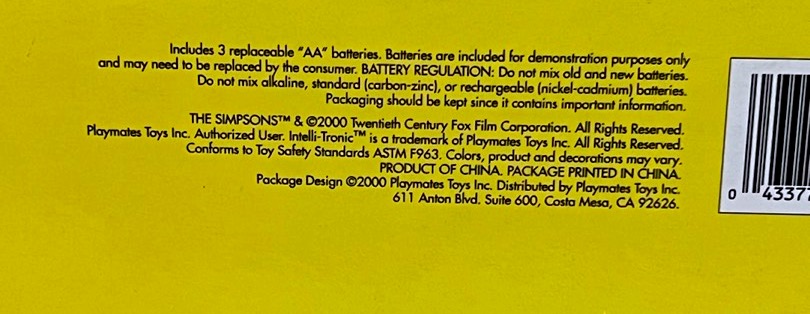 Includes 3 replaceable "AA" batteries. Batteries are included for demonstration purposes only
and may need to be replaced by the consumer. BATTERY REGULATION: Do not mix old and new batteries.
Do not mix alkaline, standard (carbon-zinc), or rechargeable (nickel-cadmium) batteries.
Packaging should be kept since it contains important information.
THE SIMPSONS™ & ©2000 Twentieth Century Fox Film Corporation. All Rights Reserved.
Playmates Toys Inc. Authorized User. Intelli-Tronic™ is a trademark of Playmates Toys Inc. All Rights Reserved.
Conforms to Toy Safety Standards ASTM F963. Colors, product and decorations may vary.
PRODUCT OF CHINA. PACKAGE PRINTED IN CHINA.
Package Design ©2000 Playmates Toys Inc. Distributed by Playmates Toys Inc.
611 Anton Blvd. Suite 600, Costa Mesa, CA 92626.
0 43377